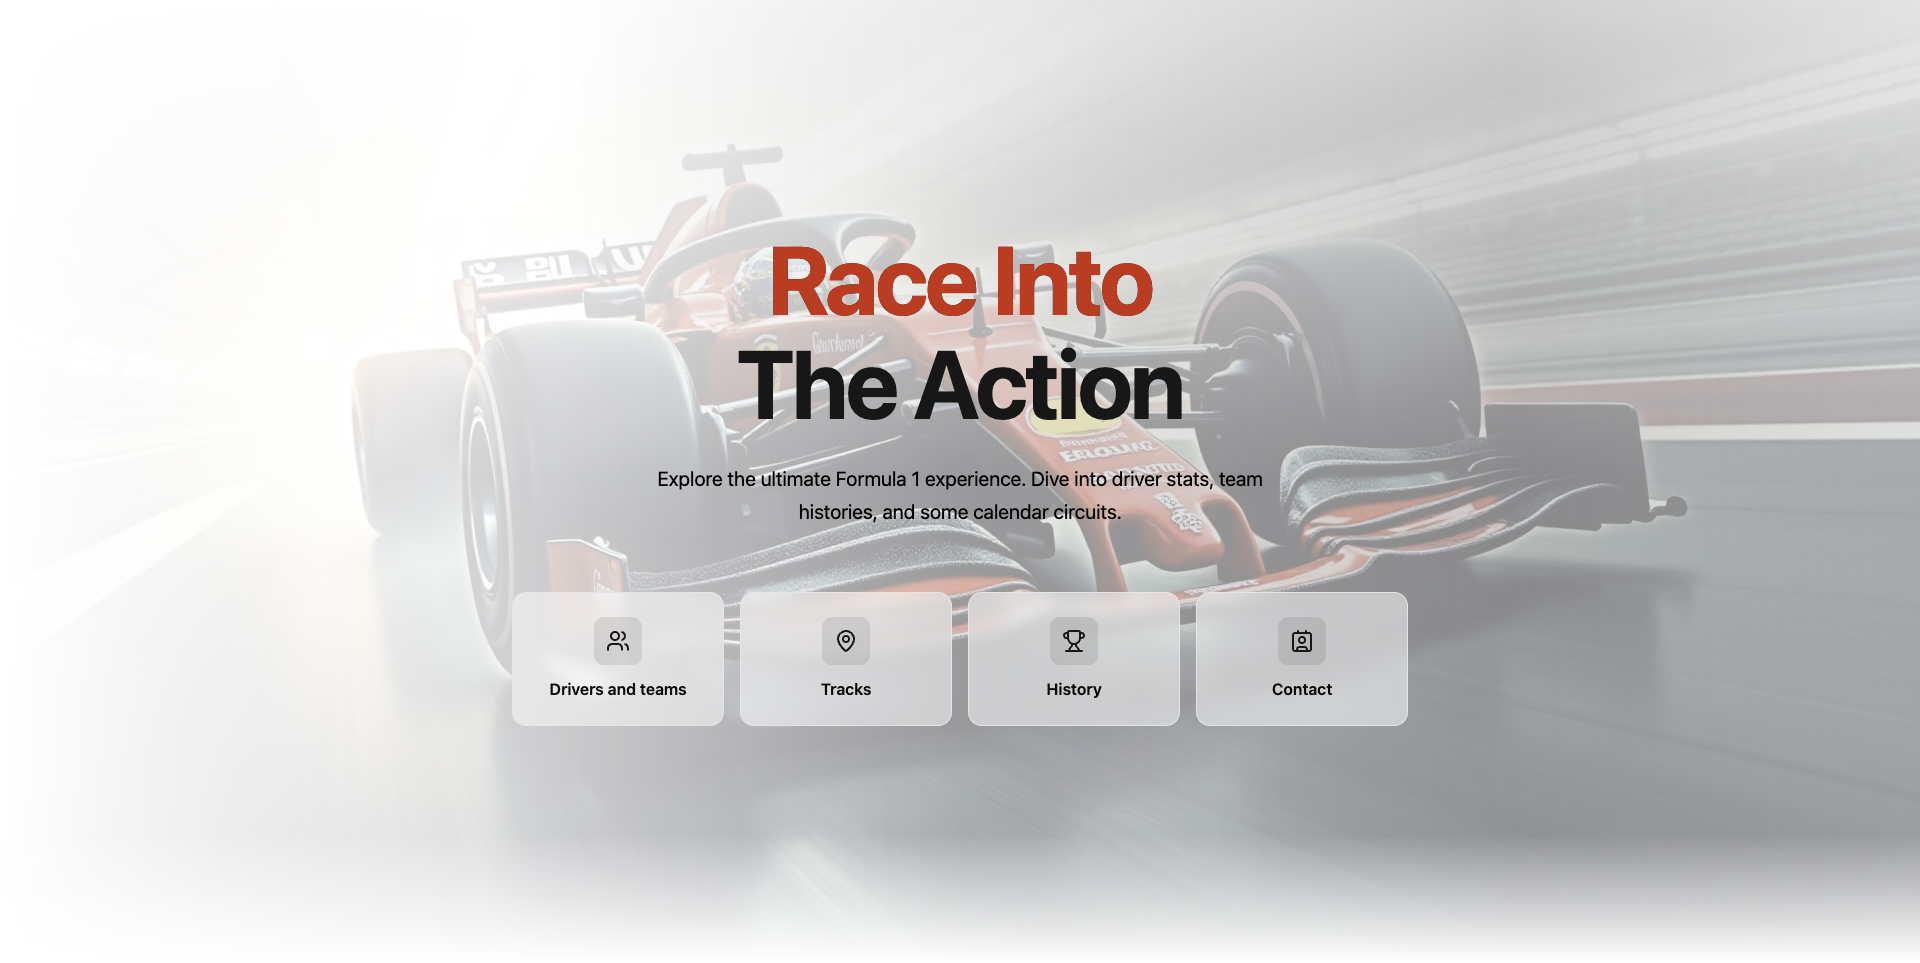 Race Into
The Action
Explore the ultimate Formula 1 experience. Dive into driver stats, team
histories, and some calendar circuits.
Drivers and teams
Tracks
History
Contact